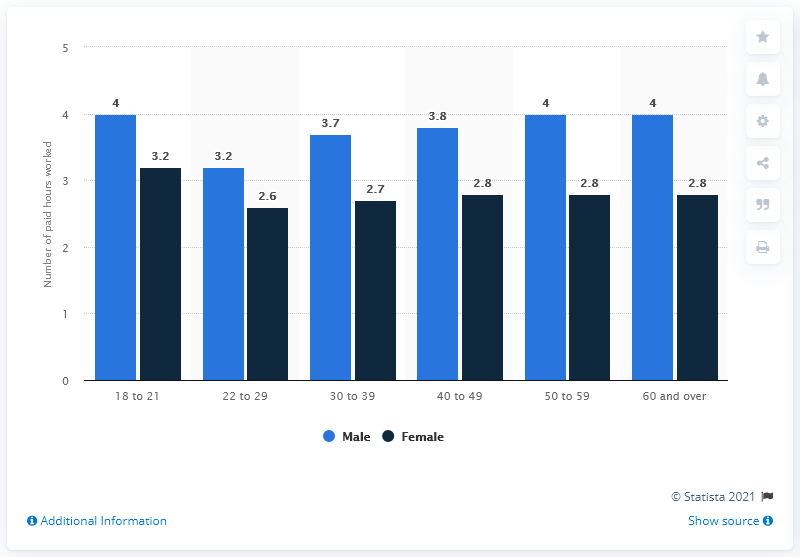 5
4
3
2
1
0
Number of paid hours worked
4 3.2
3.2 2.6
3.7 2.7
3.8 2.8
4 2.8
4 2.8
18 to 21 22 to 29 30 to 39 40 to 49 50 to 59 60 and over
Male Female
© Statista 2021
Additional Information Show source